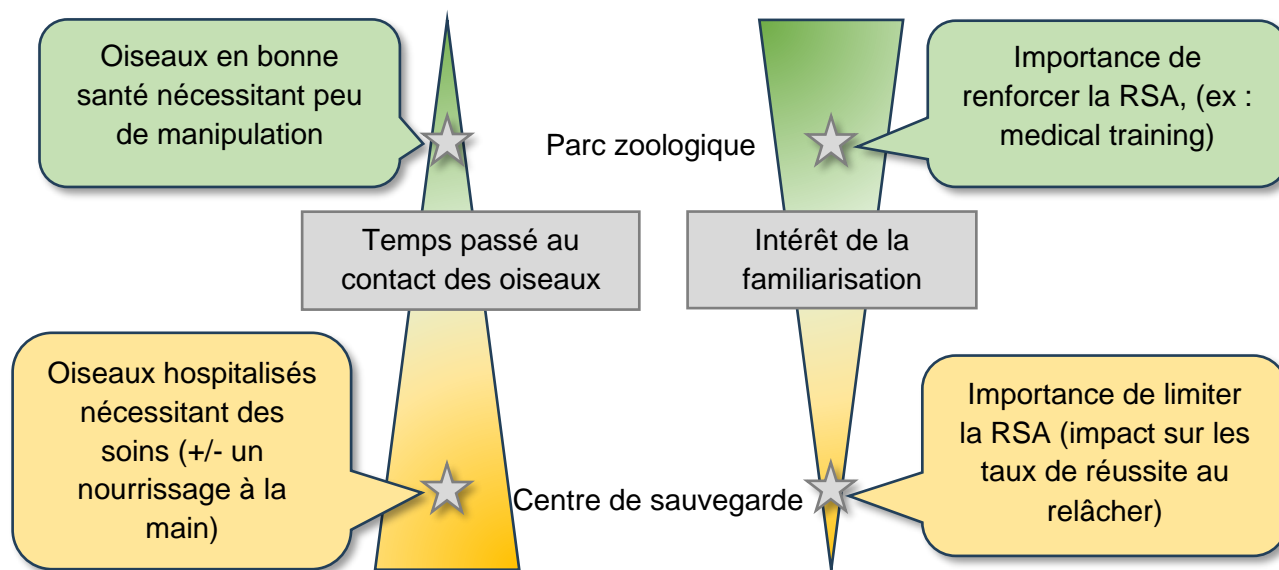 Oiseaux en bonne
santé nécessitant peu
de manipulation
Parc zoologique
Importance de
renforcer la RSA, (ex :
medical training)
Temps passé au
contact des oiseaux
Intérêt de la
familiarisation
Oiseaux hospitalisés
nécessitant des
soins (+/- un
nourrissage à la
main)
Centre de sauvegarde
Importance de limiter
la RSA (impact sur les
taux de réussite au
relâcher)